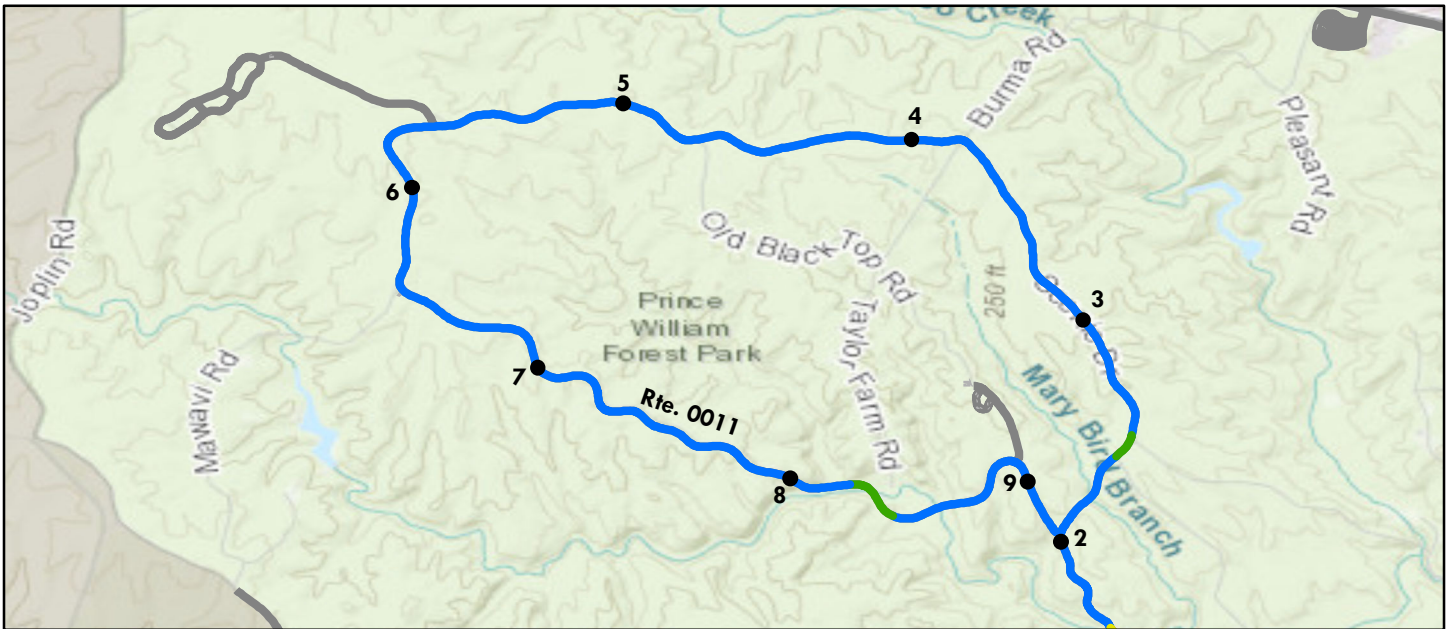 Creek
Burma Rd
5
4
Pleasant Rd
6
Old Black
Top Rd
Joplin Rd
250 ft
3
Prince
William
Forest Park
Taylor Farm Rd
Mawavi Rd
7
Rte. 0011
Mary Bird Branch
8
9
2